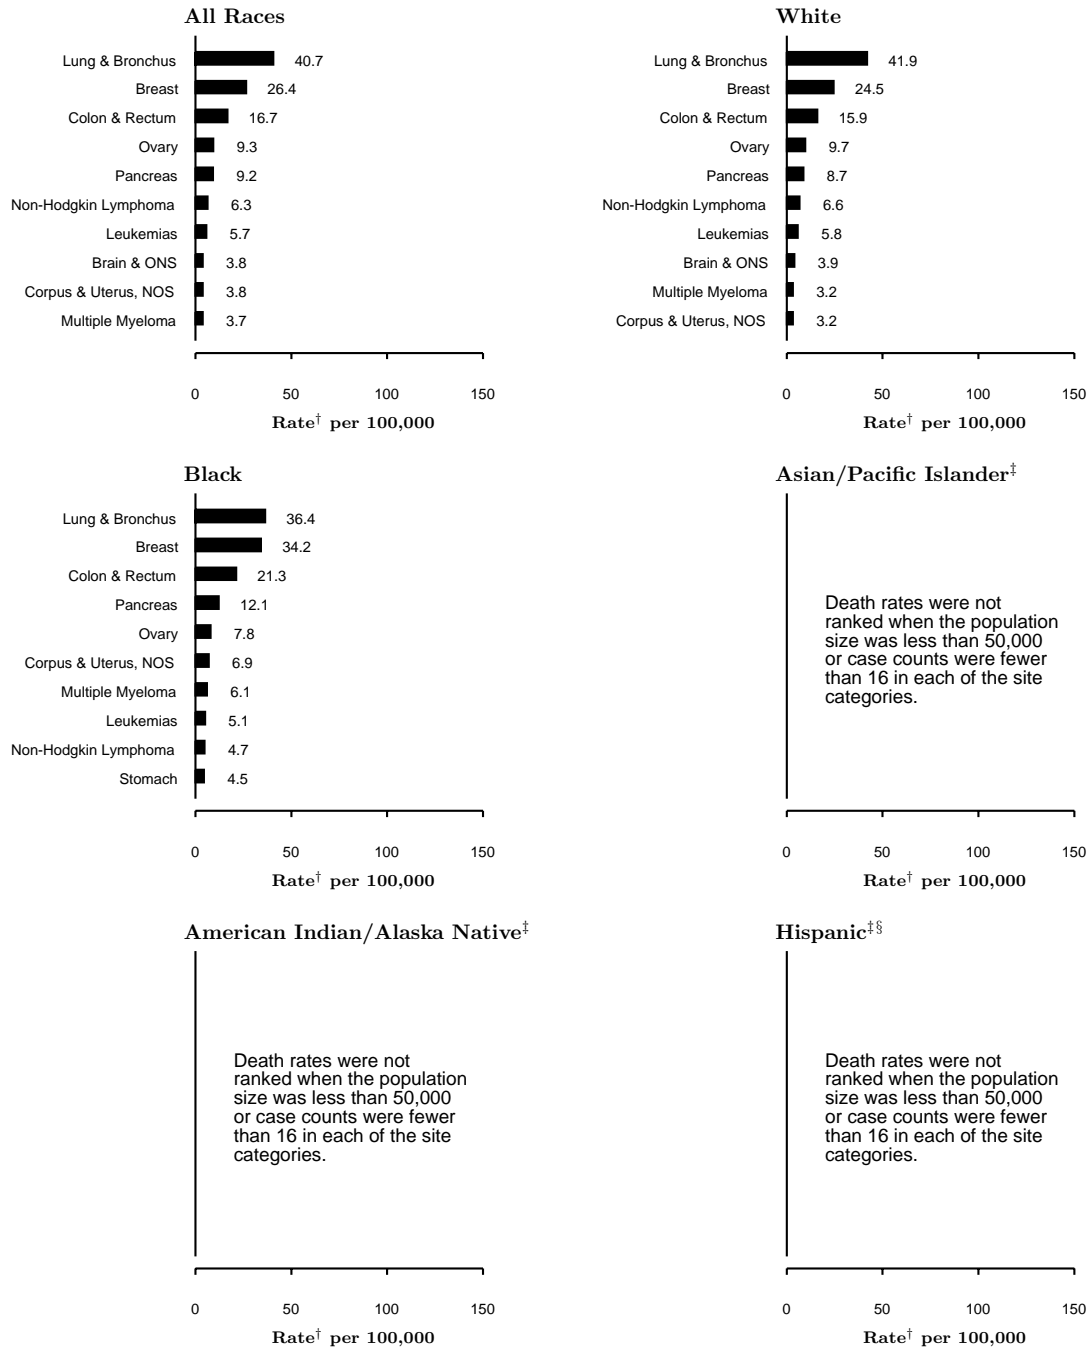 All Races
Lung & Bronchus 40.7
Breast 26.4
Colon & Rectum 16.7
Ovary 9.3
Pancreas 9.2
Non-Hodgkin Lymphoma 6.3
Leukemias 5.7
Brain & ONS 3.8
Corpus & Uterus, NOS 3.8
Multiple Myeloma 3.7
0 50 100 150
Rate† per 100,000
White
Lung & Bronchus 41.9
Breast 24.5
Colon & Rectum 15.9
Ovary 9.7
Pancreas 8.7
Non-Hodgkin Lymphoma 6.6
Leukemias 5.8
Brain & ONS 3.9
Multiple Myeloma 3.2
Corpus & Uterus, NOS 3.2
0 50 100 150
Rate† per 100,000
Black
Lung & Bronchus 36.4
Breast 34.2
Colon & Rectum 21.3
Pancreas 12.1
Ovary 7.8
Corpus & Uterus, NOS 6.9
Multiple Myeloma 6.1
Leukemias 5.1
Non-Hodgkin Lymphoma 4.7
Stomach 4.5
0 50 100 150
Rate† per 100,000
Asian/Pacific Islander‡
Death rates were not
ranked when the population
size was less than 50,000
or case counts were fewer
than 16 in each of the site
categories.
0 50 100 150
Rate† per 100,000
American Indian/Alaska Native‡
Death rates were not
ranked when the population
size was less than 50,000
or case counts were fewer
than 16 in each of the site
categories.
0 50 100 150
Rate† per 100,000
Hispanic‡§
Death rates were not
ranked when the population
size was less than 50,000
or case counts were fewer
than 16 in each of the site
categories.
0 50 100 150
Rate† per 100,000